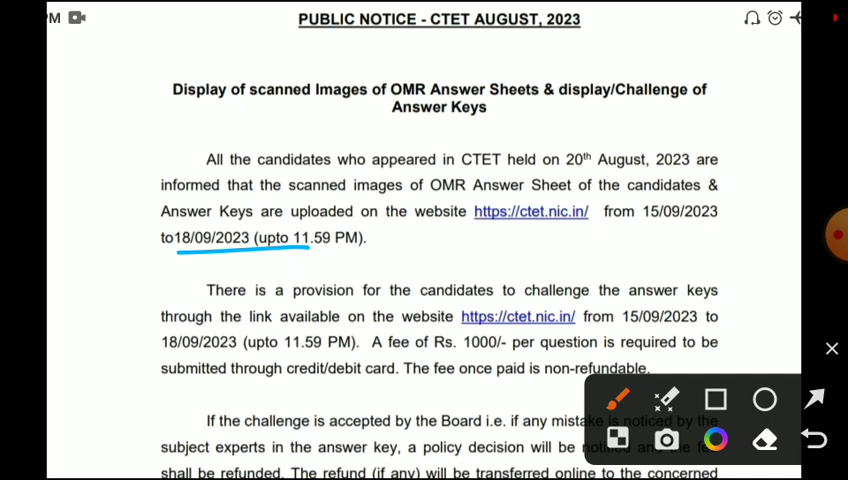 PM
PUBLIC NOTICE - CTET AUGUST, 2023
Display of scanned Images of OMR Answer Sheets & display/Challenge of
Answer Keys
All the candidates who appeared in CTET held on 20th August, 2023 are
informed that the scanned images of OMR Answer Sheet of the candidates &
Answer Keys are uploaded on the website https://ctet.nic.in/ from 15/09/2023
to18/09/2023 (upto 11.59 PM).
There is a provision for the candidates to challenge the answer keys
through the link available on the website https://ctet.nic.in/ from 15/09/2023 to
18/09/2023 (upto 11.59 PM). A fee of Rs. 1000/- per question is required to be
submitted through credit/debit card. The fee once paid is non-refundable.
If the challenge is accepted by the Board i.e. if any mistake is noticed by the
subject experts in the answer key, a policy decision will be notified and the fee
shall be refunded. The refund (if any) will be transferred online to the concerned